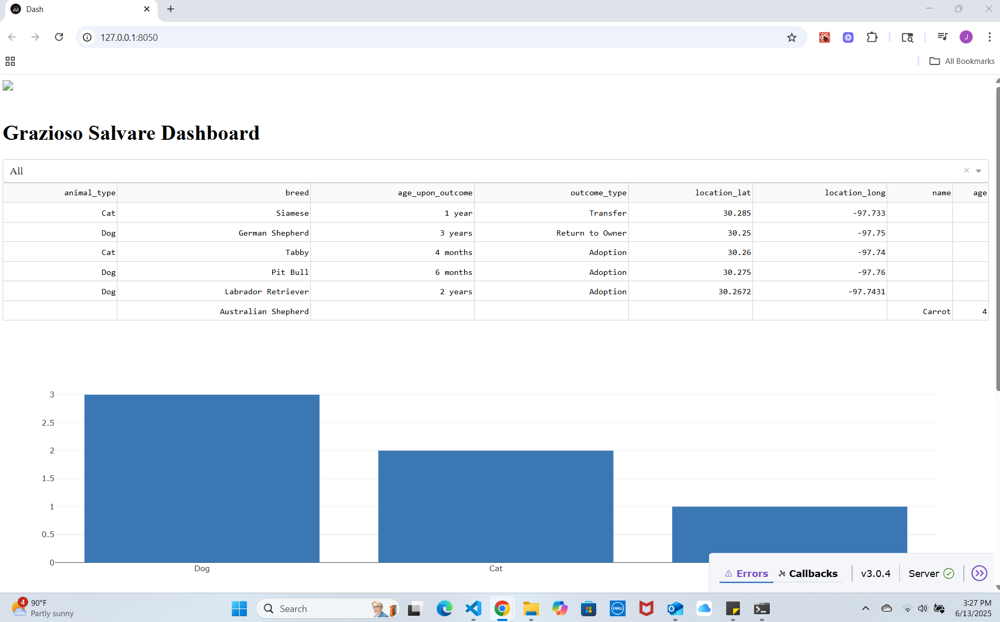 Dash
127.0.0.1:8050
J
All Bookmarks
Grazioso Salvare Dashboard
All
animal_type breed age_upon_outcome outcome_type location_lat location_long name age
Cat Siamese 1 year Transfer 30.285 -97.733
Dog German Shepherd 3 years Return to Owner 30.25 -97.75
Cat Tabby 4 months Adoption 30.26 -97.74
Dog Pit Bull 6 months Adoption 30.275 -97.76
Dog Labrador Retriever 2 years Adoption 30.2672 -97.7431
Australian Shepherd Carrot 4
3
2.5
2
1.5
1
0.5
0
Dog Cat
Errors Callbacks v3.0.4 Server
4
90°F
Partly sunny
Search
DELL
3:27 PM
6/13/2025